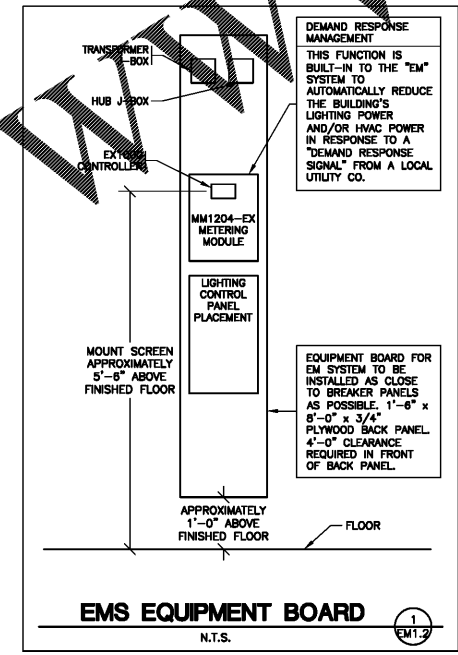 DEMAND RESPONSE
MANAGEMENT
THIS FUNCTION IS
BUILT-IN TO THE "EM"
SYSTEM TO
AUTOMATICALLY REDUCE
THE BUILDING'S
LIGHTING POWER
AND/OR HVAC POWER
IN RESPONSE TO A
"DEMAND RESPONSE
SIGNAL" FROM A LOCAL
UTILITY CO.
TRANSFORMER
J-BOX
HUB J-BOX
CONTROLLER
MM1204-EX
METERING
MODULE
LIGHTING
CONTROL
PANEL
PLACEMENT
MOUNT SCREEN
APPROXIMATELY
5'-6" ABOVE
FINISHED FLOOR
EQUIPMENT BOARD FOR
EM SYSTEM TO BE
INSTALLED AS CLOSE
TO BREAKER PANELS
AS POSSIBLE. 1'-6" x
8'-0" x 3/4"
PLYWOOD BACK PANEL.
4'-0" CLEARANCE
REQUIRED IN FRONT
OF BACK PANEL.
APPROXIMATELY
1'-0" ABOVE
FINISHED FLOOR
FLOOR
EMS EQUIPMENT BOARD
N.T.S.
1
EM1.2